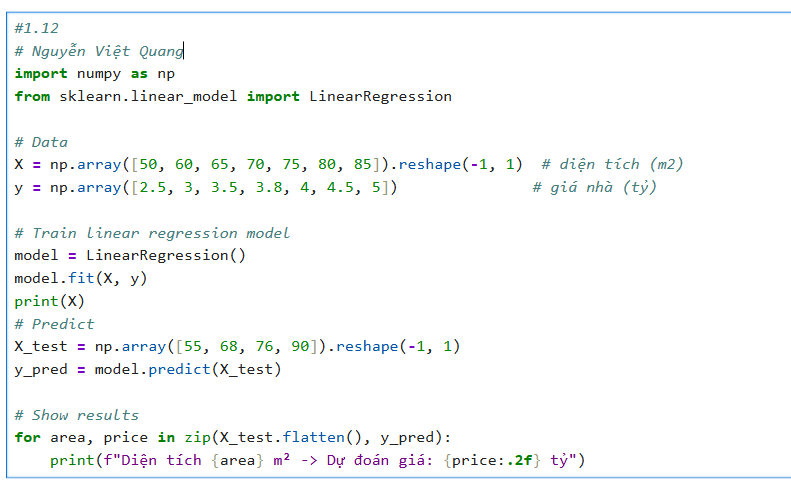 #1.12
# Nguyễn Việt Quang
import numpy as np
from sklearn.linear_model import LinearRegression
# Data
X = np.array([50, 60, 65, 70, 75, 80, 85]).reshape(-1, 1)  # diện tích (m2)
y = np.array([2.5, 3, 3.5, 3.8, 4, 4.5, 5])               # giá nhà (tỷ)
# Train linear regression model
model = LinearRegression()
model.fit(X, y)
print(X)
# Predict
X_test = np.array([55, 68, 76, 90]).reshape(-1, 1)
y_pred = model.predict(X_test)
# Show results
for area, price in zip(X_test.flatten(), y_pred):
    print(f"Diện tích {area} m² -> Dự đoán giá: {price:.2f} tỷ")